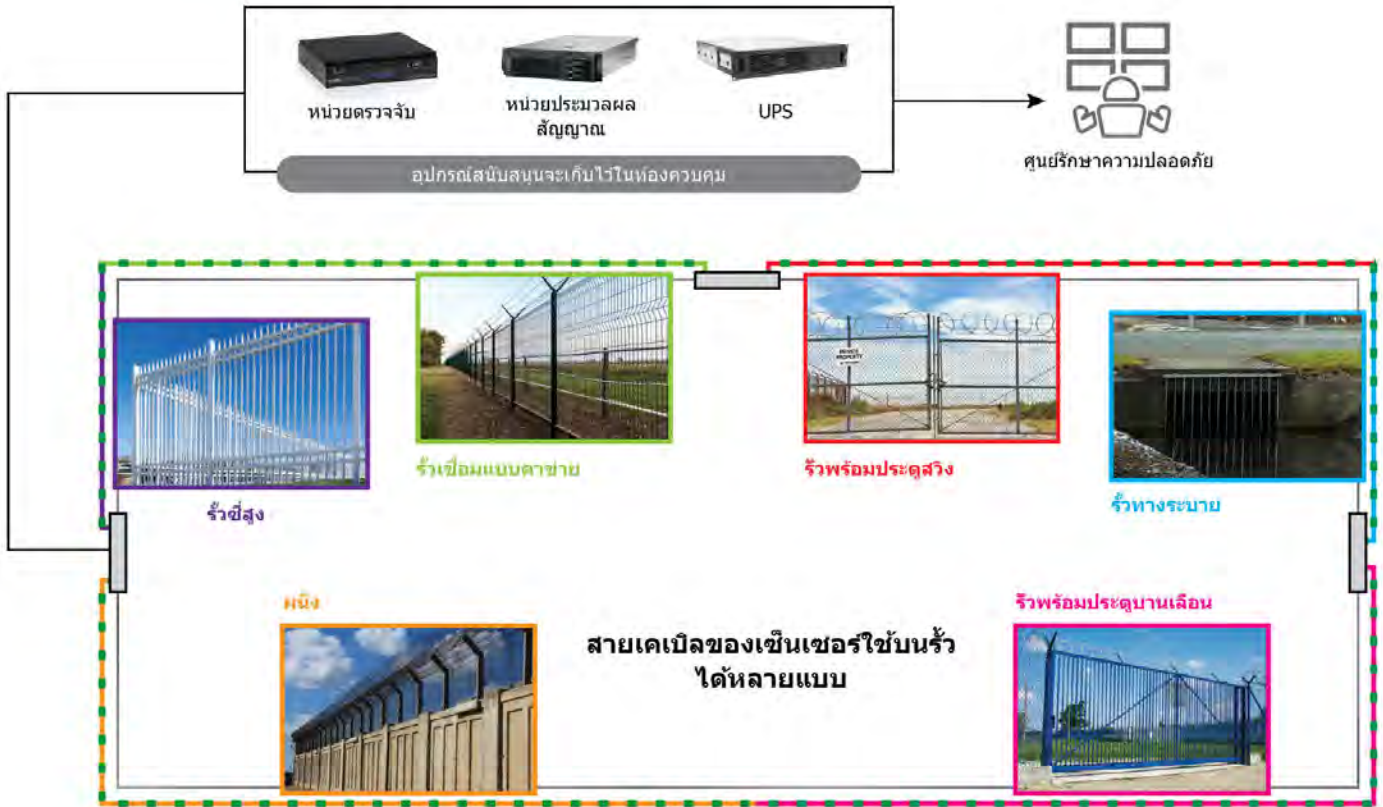 หน่วยตรวจจับ
หน่วยประมวลผล
สัญญาณ
UPS
ศูนย์รักษาความปลอดภัย
อุปกรณ์สนับสนุนจะเก็บไว้ในห้องควบคุม
PRIVATE
PROPERTY
รั้วเชื่อมแบบตาข่าย
รั้วพร้อมประตูสวิง
รั้วซี่สูง
รั้วทางระบาย
ผนัง
รั้วพร้อมประตูบานเลื่อน
สายเคเบิลของเซ็นเซอร์ใช้บนรั้ว
ได้หลายแบบ